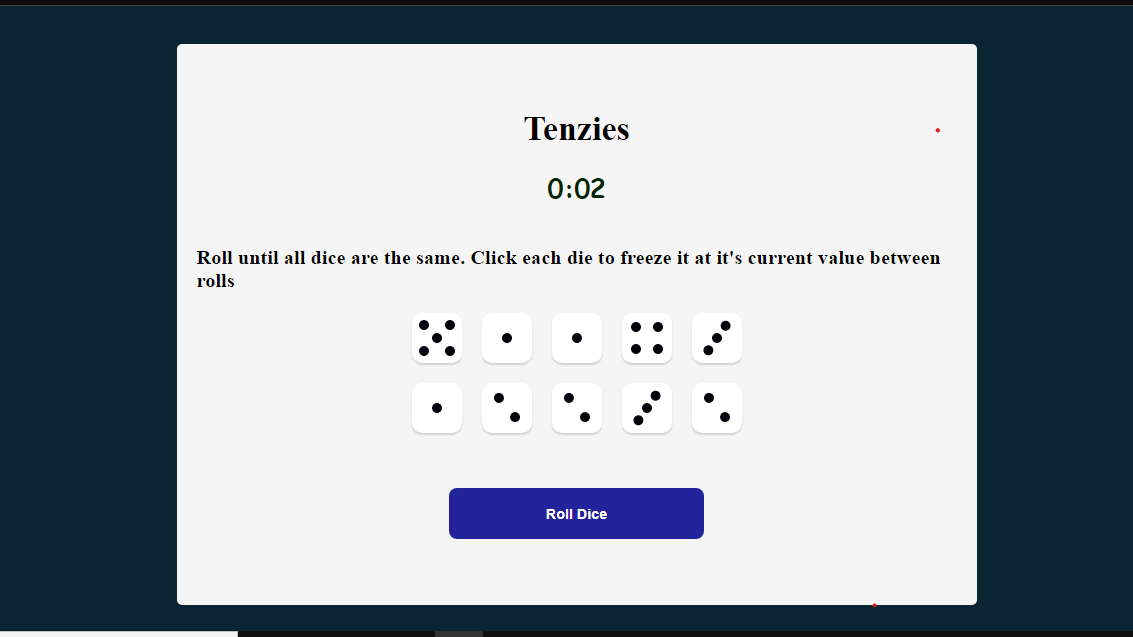 Tenzies
0:02
Roll until all dice are the same. Click each die to freeze it at it's current value between
rolls
Roll Dice